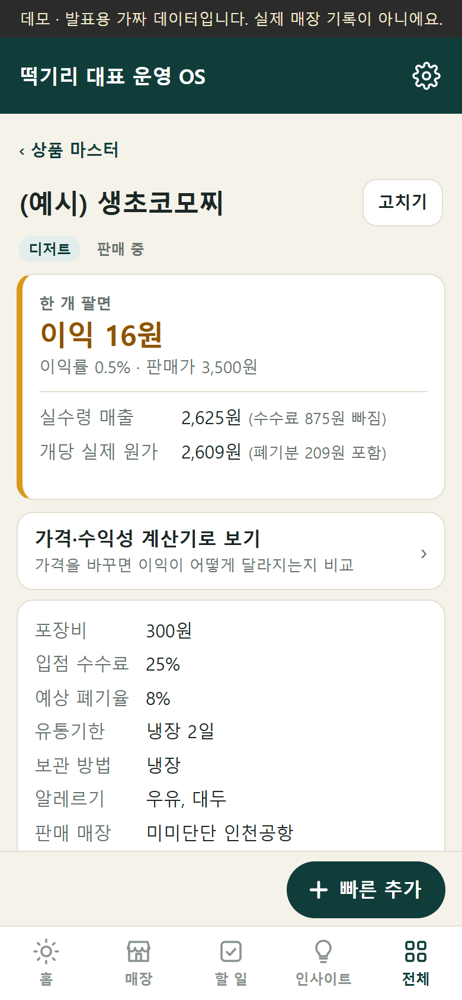 데모 · 발표용 가짜 데이터입니다. 실제 매장 기록이 아니에요.
떡기리 대표 운영 OS
‹ 상품 마스터
(예시) 생초코모찌
고치기
디저트 판매 중
한 개 팔면
이익 16원
이익률 0.5% · 판매가 3,500원
실수령 매출 2,625원 (수수료 875원 빠짐)
개당 실제 원가 2,609원 (폐기분 209원 포함)
가격·수익성 계산기로 보기
가격을 바꾸면 이익이 어떻게 달라지는지 비교 ›
포장비 300원
입점 수수료 25%
예상 폐기율 8%
유통기한 냉장 2일
보관 방법 냉장
알레르기 우유, 대두
판매 매장 미미단단 인천공항
+ 빠른 추가
홈 매장 할 일 인사이트 전체